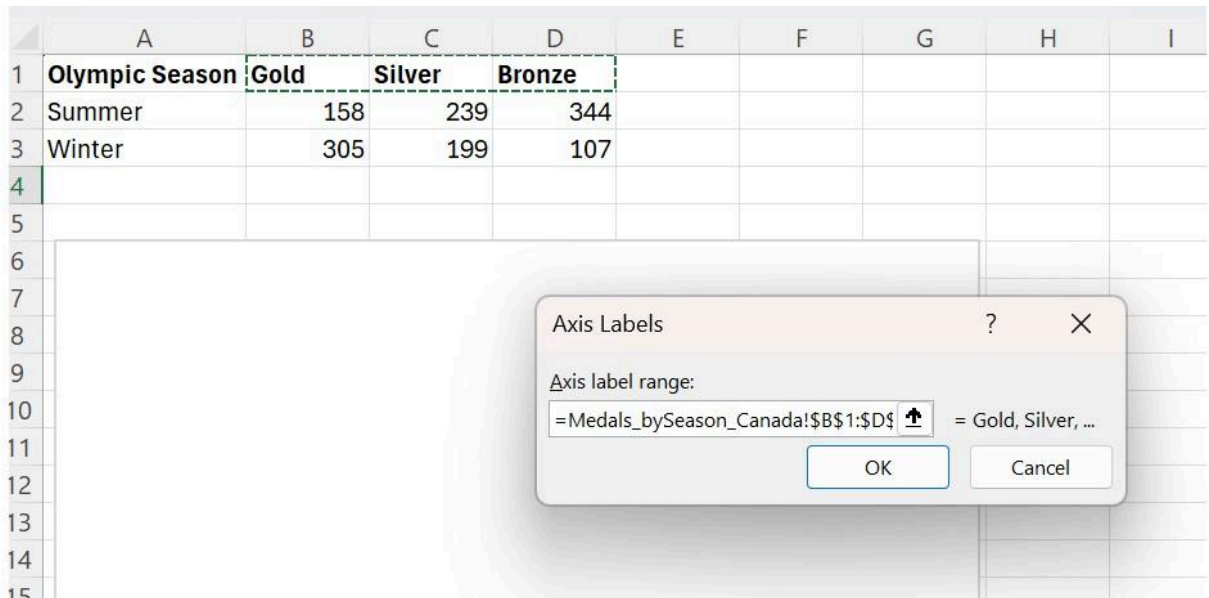 A B C D E F G H I
1 Olympic Season Gold Silver Bronze
2 Summer 158 239 344
3 Winter 305 199 107
4
5
6
7
8
9
10
11
12
13
14
15
Axis Labels ? X
Axis label range:
=Medals_bySeason_Canada!$B$1:$D$ = Gold, Silver, ...
OK Cancel